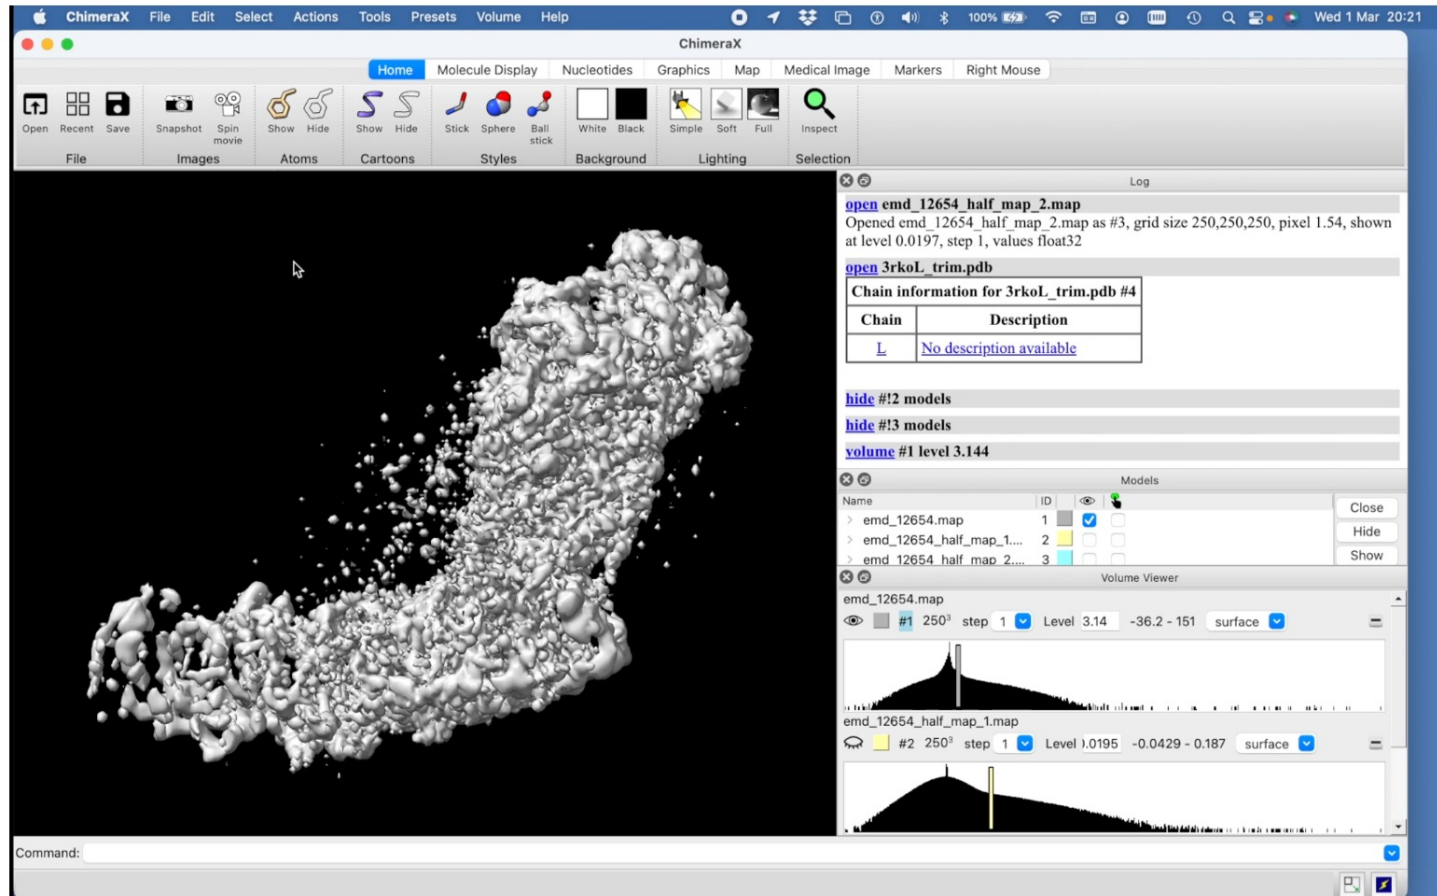 ChimeraX File Edit Select Actions Tools Presets Volume Help 100% Wed 1 Mar 20:21
ChimeraX
Home Molecule Display Nucleotides Graphics Map Medical Image Markers Right Mouse
Open Recent Save Snapshot Spin movie Show Hide Show Hide Stick Sphere Ball stick White Black Simple Soft Full Inspect
File Images Atoms Cartoons Styles Background Lighting Selection
Log
open emd_12654_half_map_2.map
Opened emd_12654_half_map_2.map as #3, grid size 250,250,250, pixel 1.54, shown
at level 0.0197, step 1, values float32
open 3rkoL_trim.pdb
Chain information for 3rkoL_trim.pdb #4
Chain Description
L No description available
hide #!2 models
hide #!3 models
volume #1 level 3.144
Models
Name ID
emd_12654.map 1
emd_12654_half_map_1.... 2
emd_12654_half_map_2.... 3
Close
Hide
Show
Volume Viewer
emd_12654.map
#1 250³ step 1 Level 3.14 -36.2 - 151 surface
emd_12654_half_map_1.map
#2 250³ step 1 Level ).0195 -0.0429 - 0.187 surface
Command: